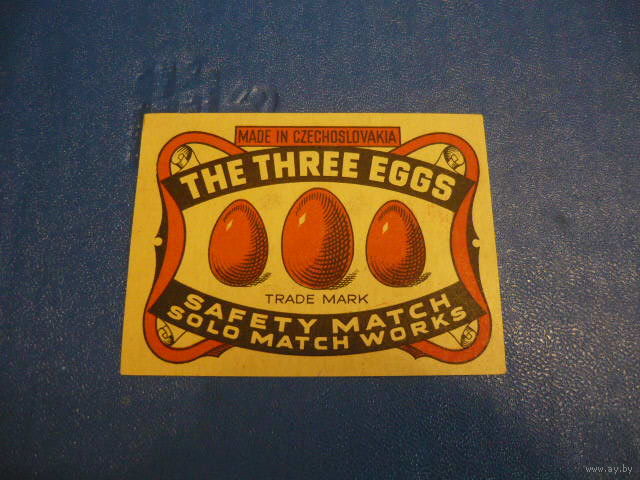 MADE IN CZECHOSLOVAKIA
THE THREE EGGS
TRADE MARK
SAFETY MATCH
SOLO MATCH WORKS
www.ay.by